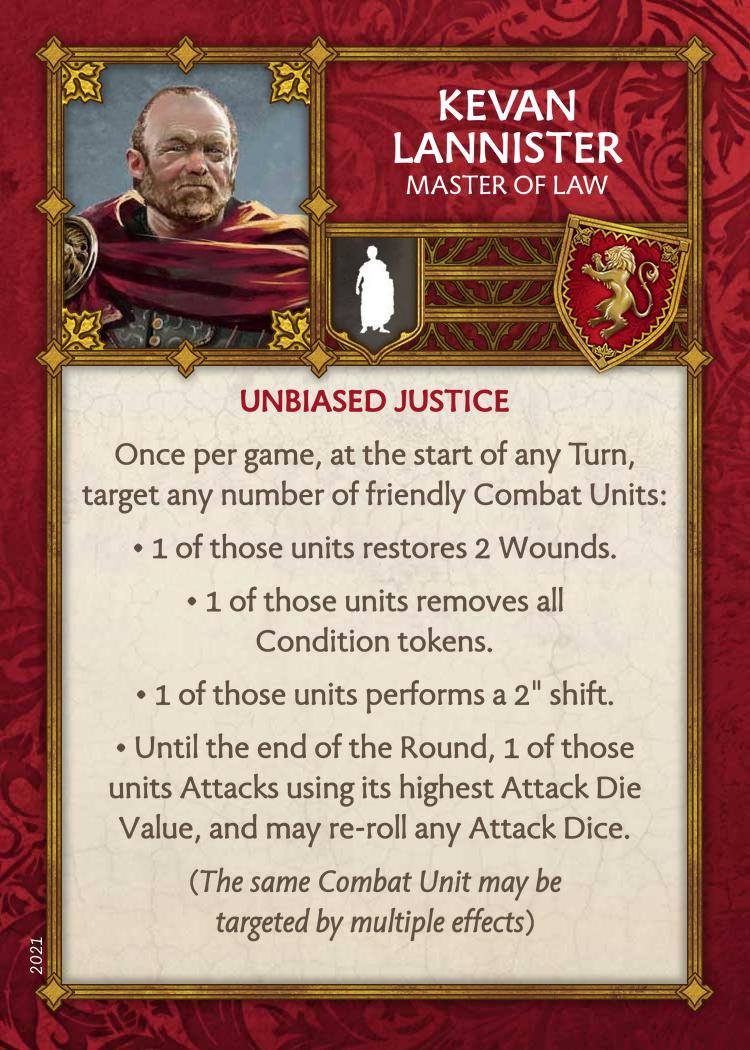 KEVAN
LANNISTER
MASTER OF LAW
UNBIASED JUSTICE
Once per game, at the start of any Turn,
target any number of friendly Combat Units:
• 1 of those units restores 2 Wounds.
• 1 of those units removes all
Condition tokens.
• 1 of those units performs a 2" shift.
• Until the end of the Round, 1 of those
units Attacks using its highest Attack Die
Value, and may re-roll any Attack Dice.
(The same Combat Unit may be
targeted by multiple effects)
2021